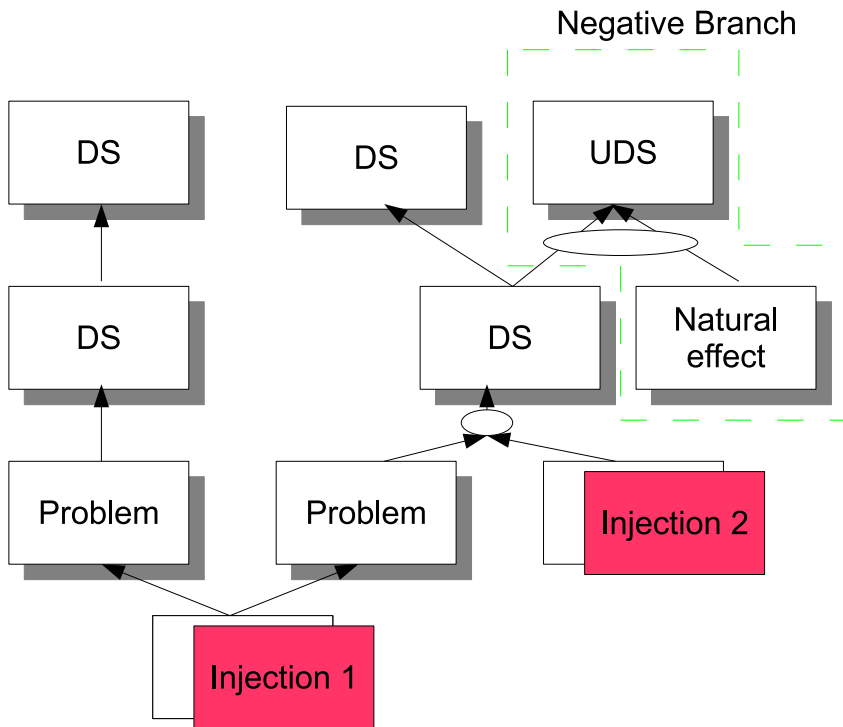 Negative Branch
DS
DS
UDS
DS
DS
Natural
effect
Problem
Problem
Injection 2
Injection 1